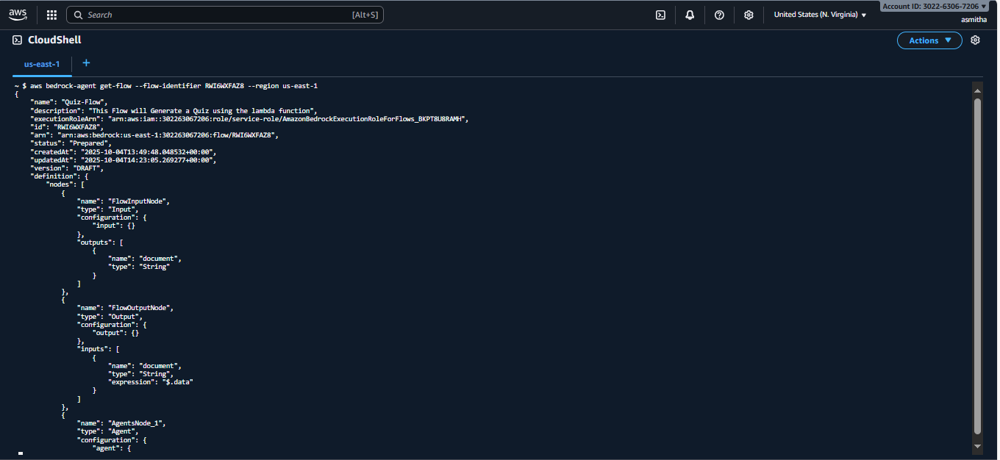 aws
Search
[Alt+S]
United States (N. Virginia)
Account ID: 3022-6306-7206
asmitha
CloudShell
Actions
us-east-1
+
~ $ aws bedrock-agent get-flow --flow-identifier RWI6WXFAZ8 --region us-east-1
{
    "name": "Quiz-Flow",
    "description": "This Flow will Generate a Quiz using the lambda function",
    "executionRoleArn": "arn:aws:iam::302263067206:role/service-role/AmazonBedrockExecutionRoleForFlows_BKPT8U8RAMH",
    "id": "RWI6WXFAZ8",
    "arn": "arn:aws:bedrock:us-east-1:302263067206:flow/RWI6WXFAZ8",
    "status": "Prepared",
    "createdAt": "2025-10-04T13:49:48.048532+00:00",
    "updatedAt": "2025-10-04T14:23:05.269277+00:00",
    "version": "DRAFT",
    "definition": {
        "nodes": [
            {
                "name": "FlowInputNode",
                "type": "Input",
                "configuration": {
                    "input": {}
                },
                "outputs": [
                    {
                        "name": "document",
                        "type": "String"
                    }
                ]
            },
            {
                "name": "FlowOutputNode",
                "type": "Output",
                "configuration": {
                    "output": {}
                },
                "inputs": [
                    {
                        "name": "document",
                        "type": "String",
                        "expression": "$.data"
                    }
                ]
            },
            {
                "name": "AgentsNode_1",
                "type": "Agent",
                "configuration": {
                    "agent": {